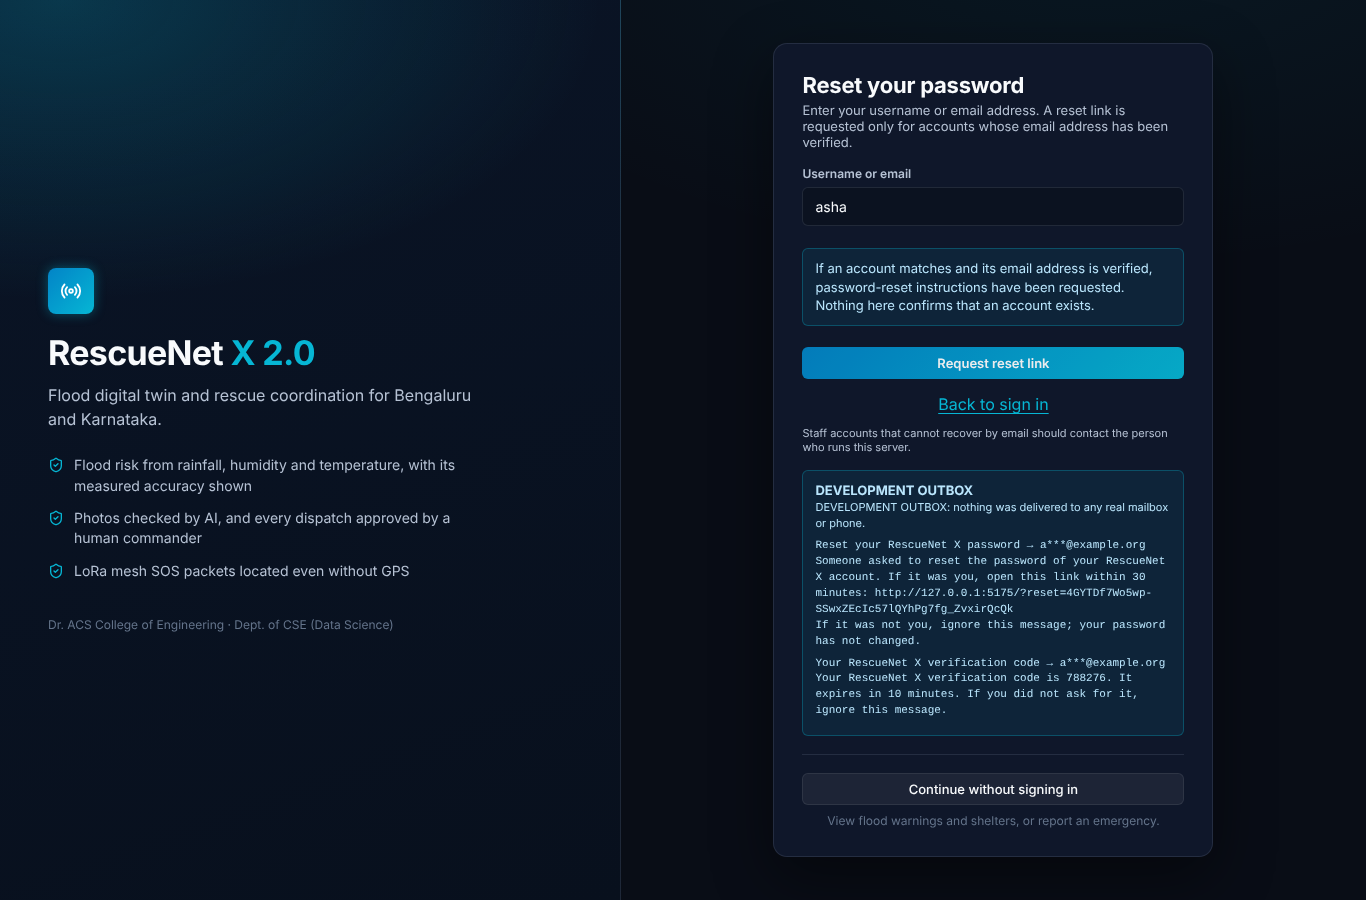 RescueNet X 2.0
Flood digital twin and rescue coordination for Bengaluru
and Karnataka.
Flood risk from rainfall, humidity and temperature, with its
measured accuracy shown
Photos checked by AI, and every dispatch approved by a
human commander
LoRa mesh SOS packets located even without GPS
Dr. ACS College of Engineering · Dept. of CSE (Data Science)
Reset your password
Enter your username or email address. A reset link is
requested only for accounts whose email address has been
verified.
Username or email
asha
If an account matches and its email address is verified,
password-reset instructions have been requested.
Nothing here confirms that an account exists.
Request reset link
Back to sign in
Staff accounts that cannot recover by email should contact the person
who runs this server.
DEVELOPMENT OUTBOX
DEVELOPMENT OUTBOX: nothing was delivered to any real mailbox
or phone.
Reset your RescueNet X password → a***@example.org
Someone asked to reset the password of your RescueNet
X account. If it was you, open this link within 30
minutes: http://127.0.0.1:5175/?reset=4GYTDf7Wo5wp-
SSwxZEcIc57lQYhPg7fg_ZvxirQcQk
If it was not you, ignore this message; your password
has not changed.
Your RescueNet X verification code → a***@example.org
Your RescueNet X verification code is 788276. It
expires in 10 minutes. If you did not ask for it,
ignore this message.
Continue without signing in
View flood warnings and shelters, or report an emergency.